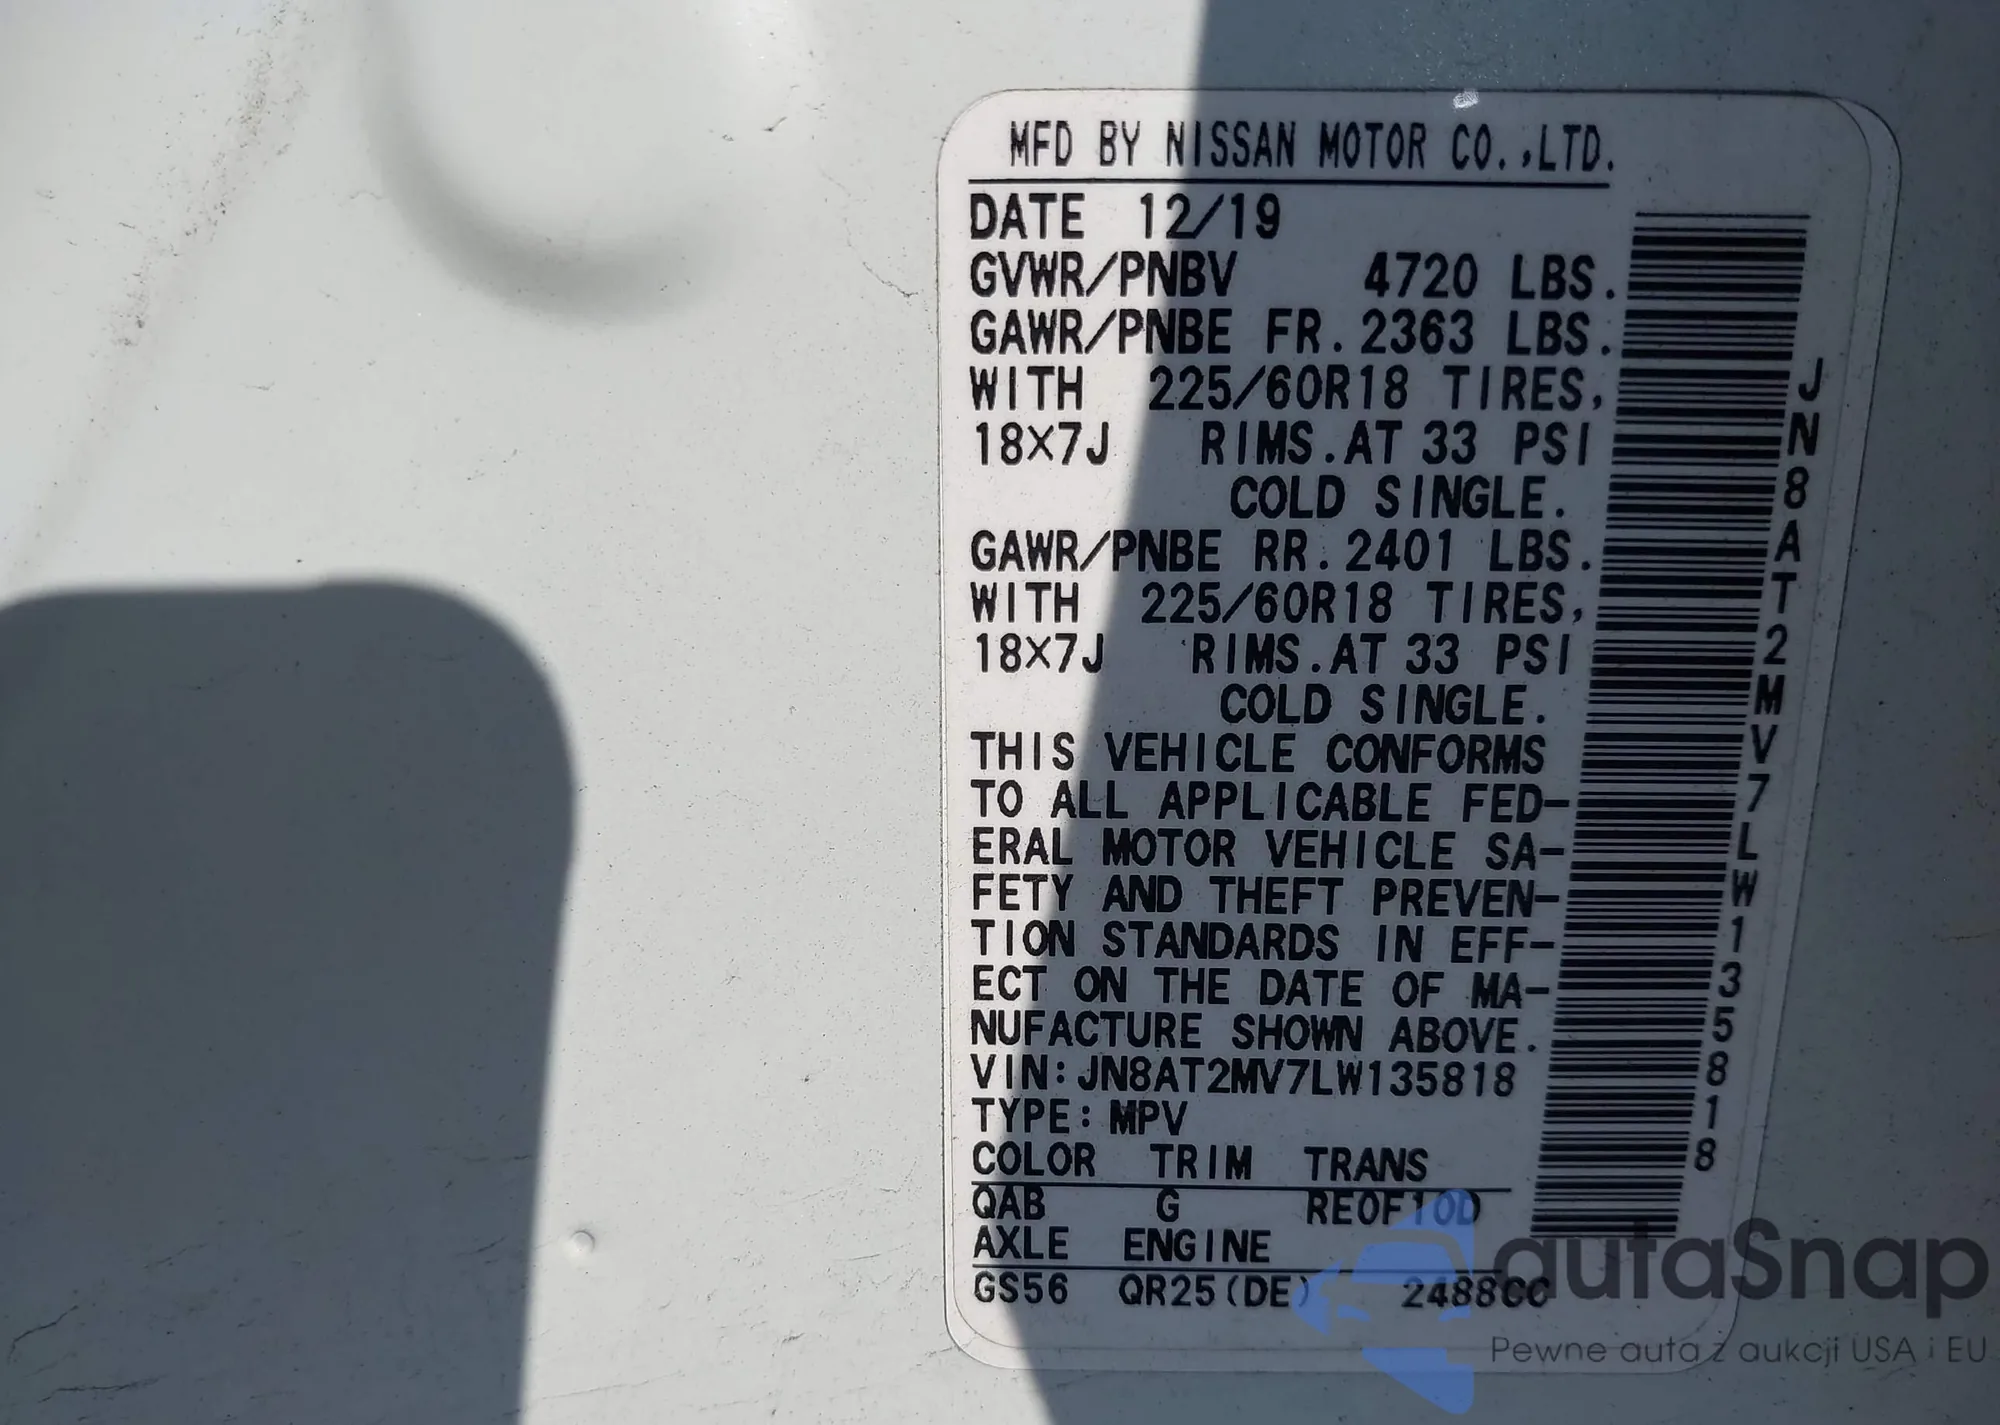 MFD BY NISSAN MOTOR CO.,LTD.
DATE 12/19
GVWR/PNBV 4720 LBS.
GAWR/PNBE FR. 2363 LBS.
WITH 225/60R18 TIRES,
18×7J RIMS.AT 33 PSI
COLD SINGLE.
GAWR/PNBE RR. 2401 LBS.
WITH 225/60R18 TIRES,
18×7J RIMS.AT 33 PSI
COLD SINGLE.
THIS VEHICLE CONFORMS
TO ALL APPLICABLE FED-
ERAL MOTOR VEHICLE SA-
FETY AND THEFT PREVEN-
TION STANDARDS IN EFF-
ECT ON THE DATE OF MA-
NUFACTURE SHOWN ABOVE.
VIN:JN8AT2MV7LW135818
TYPE:MPV
COLOR TRIM TRANS
QAB G RE0F10D
AXLE ENGINE
GS56 QR25(DE) 2488CC
JN8AT2MV7LW135818
autaSnap
Pewne auta z aukcji USA i EU